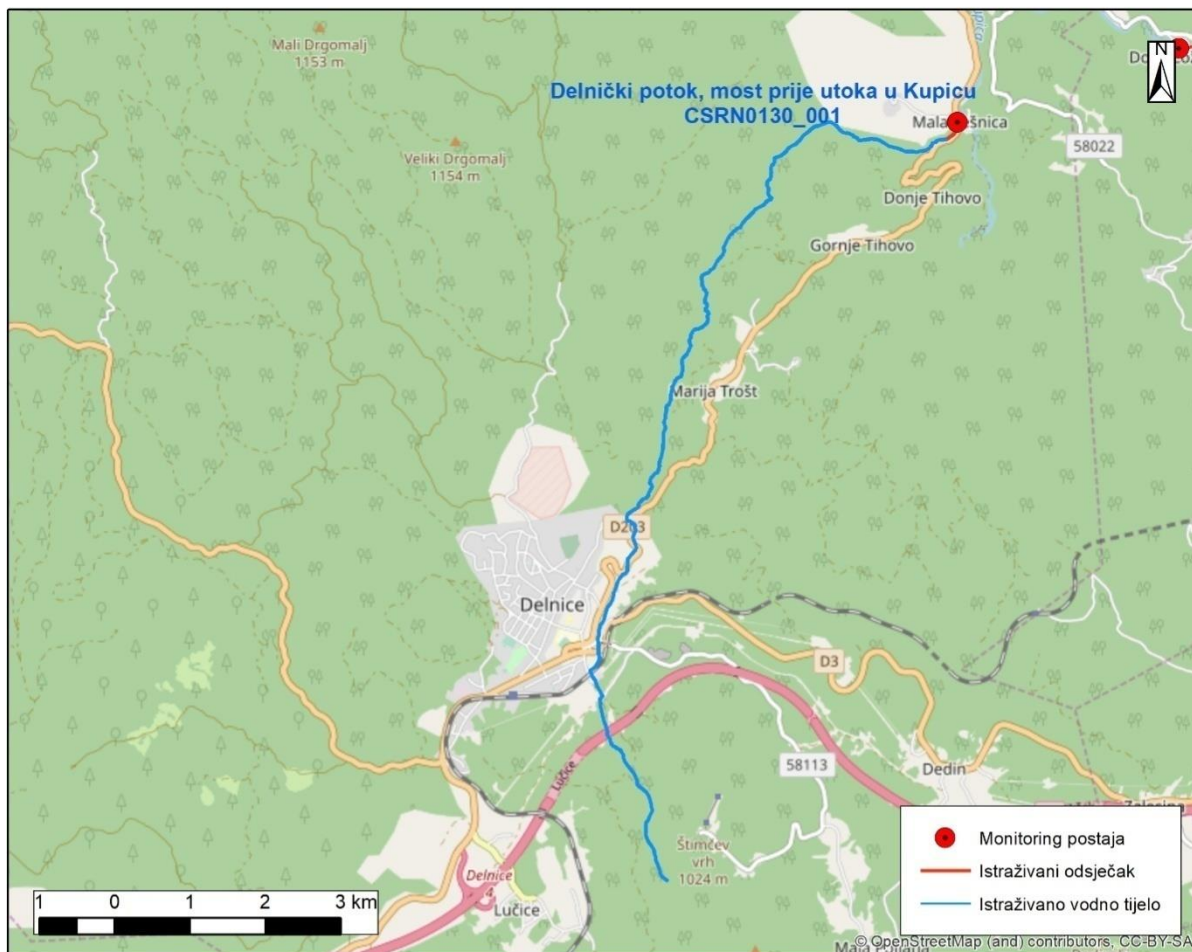 Mali Drgomalj
1153 m
N
Delnički potok, most prije utoka u Kupicu
CSRN0130_001
58022
Veliki Drgomalj
1154 m
Donje Tihovo
Gornje Tihovo
Marija Trošt
D203
Delnice
D3
58113
Dedin
Lučice
Štimčev
vrh
1024 m
Delnice
4
Lučice
1 0 1 2 3 km
Monitoring postaja
Istraživani odsječak
Istraživano vodno tijelo
© OpenStreetMap (and) contributors, CC-BY-SA